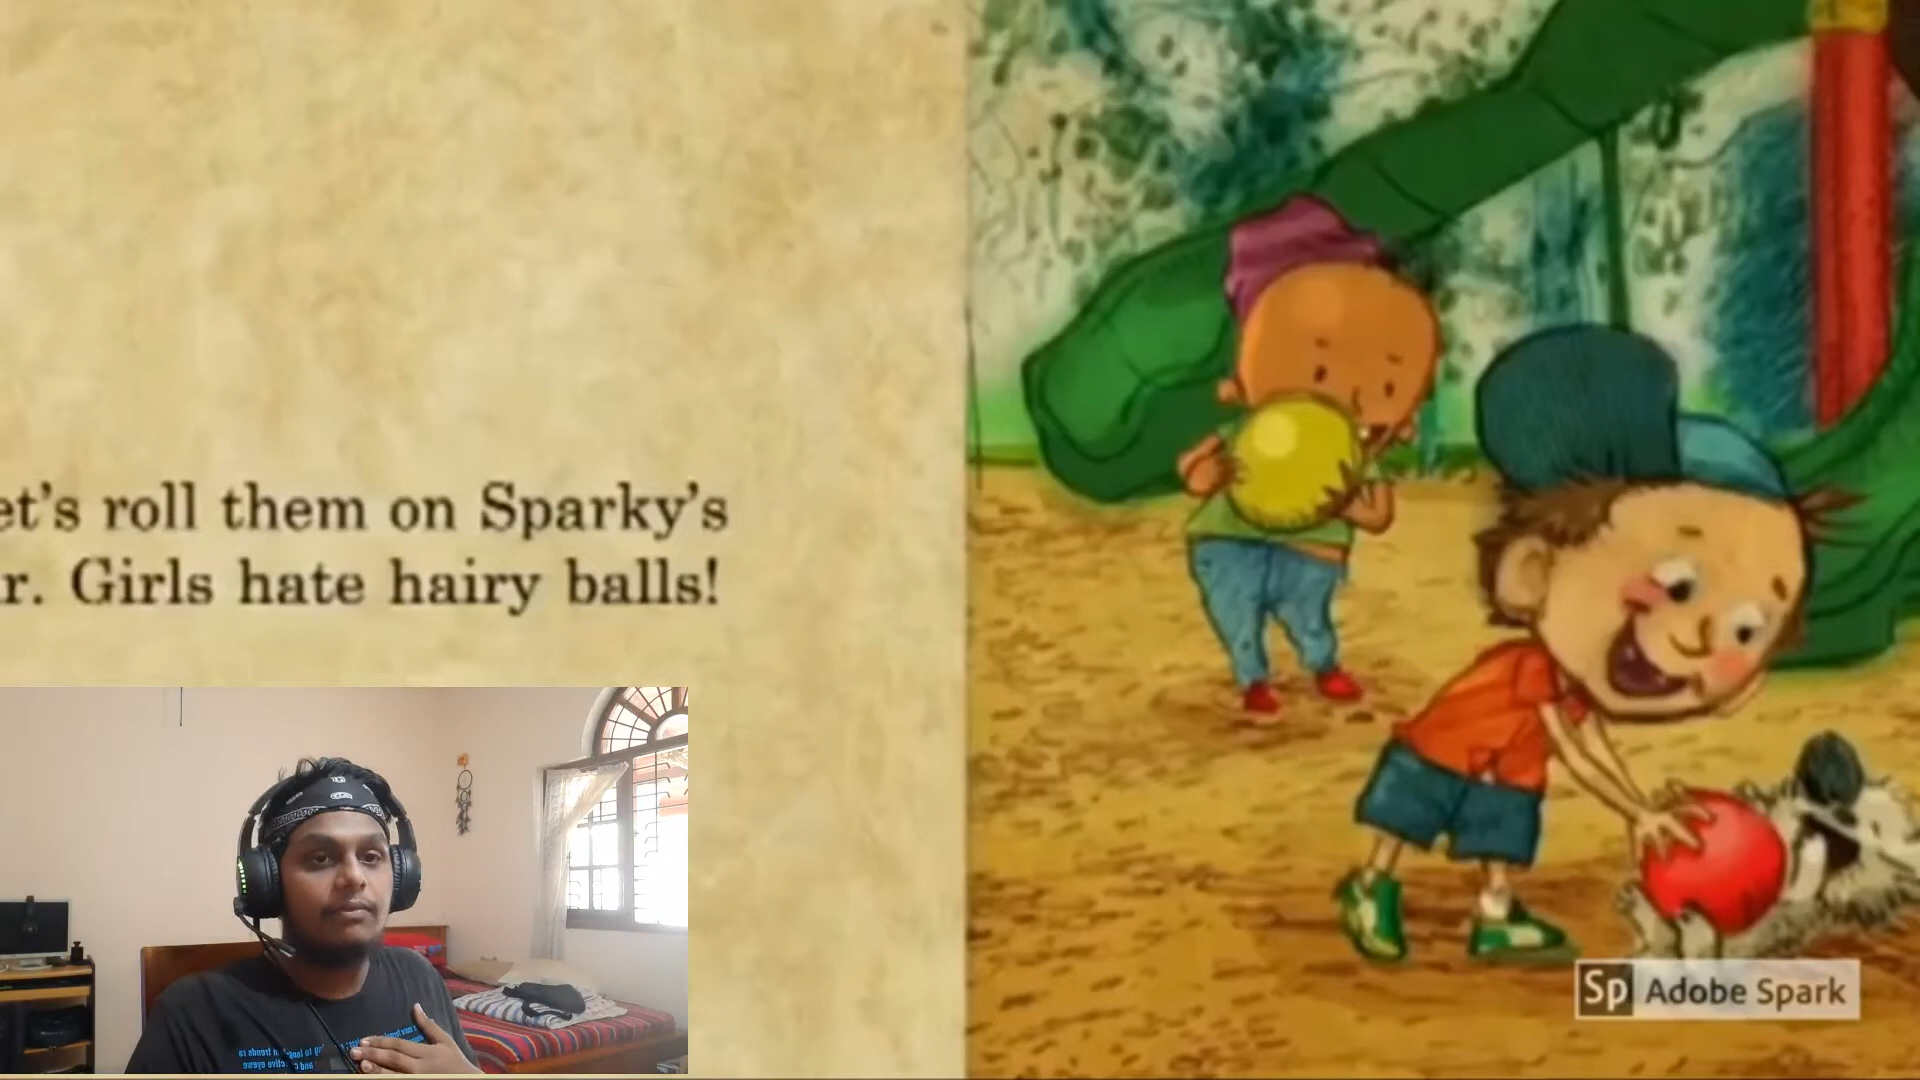 et's roll them on Sparky's
r. Girls hate hairy balls!
Sp Adobe Spark